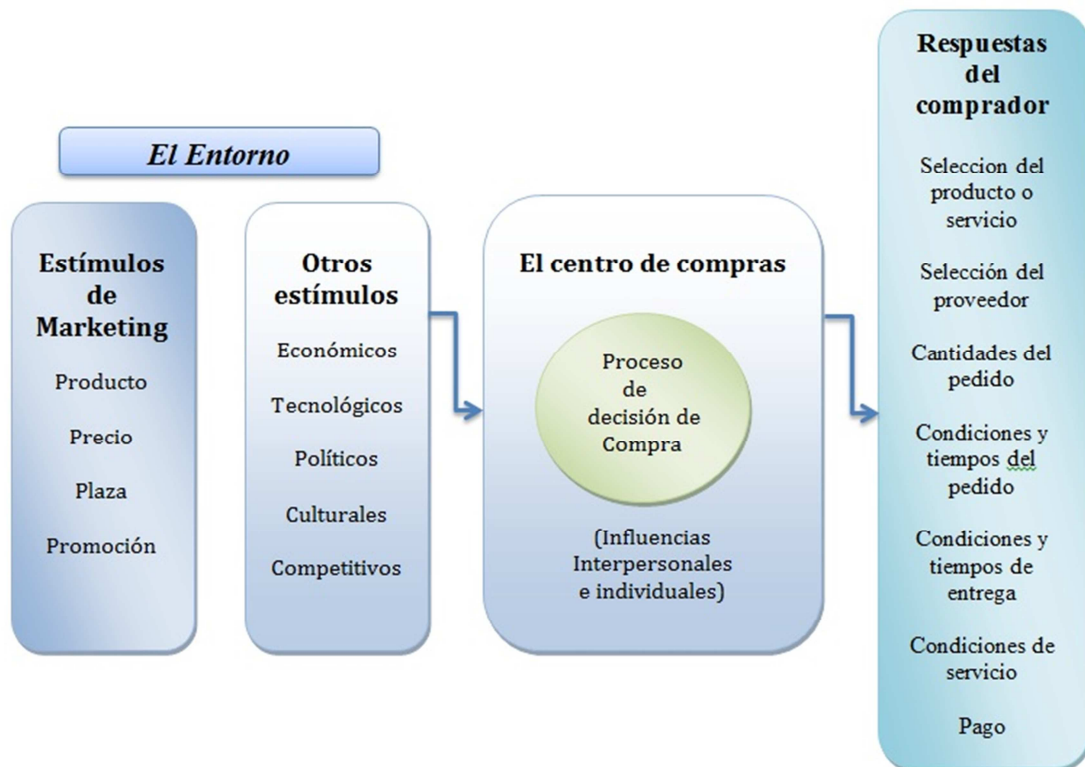 El Entorno
Estímulos
de
Marketing
Producto
Precio
Plaza
Promoción
Otros
estímulos
Económicos
Tecnológicos
Políticos
Culturales
Competitivos
El centro de compras
Proceso
de
decisión de
Compra
(Influencias
Interpersonales
e individuales)
Respuestas
del
comprador
Seleccion del
producto o
servicio
Selección del
proveedor
Cantidades del
pedido
Condiciones y
tiempos del
pedido
Condiciones y
tiempos de
entrega
Condiciones de
servicio
Pago